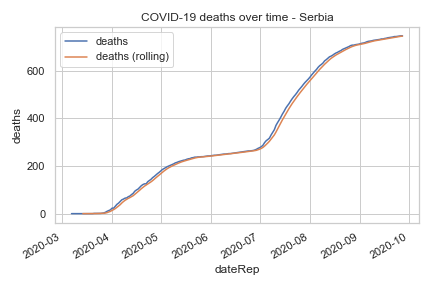 COVID-19 deaths over time - Serbia
deaths
deaths (rolling)
deaths
600
400
200
0
2020-03
2020-04
2020-05
2020-06
2020-07
2020-08
2020-09
2020-10
dateRep